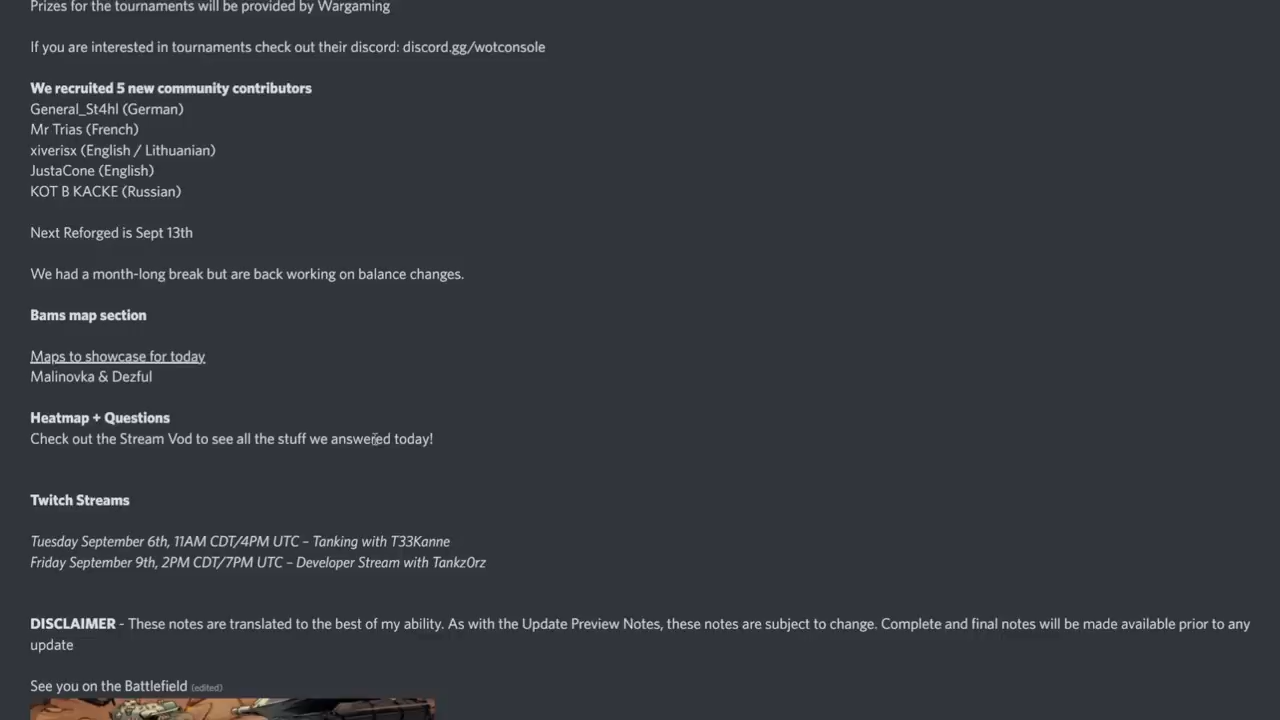 Prizes for the tournaments will be provided by Wargaming
If you are interested in tournaments check out their discord: discord.gg/wotconsole
We recruited 5 new community contributors
General_St4hl (German)
Mr Trias (French)
xiverisx (English / Lithuanian)
JustaCone (English)
KOT B KACKE (Russian)
Next Reforged is Sept 13th
We had a month-long break but are back working on balance changes.
Bams map section
Maps to showcase for today
Malinovka & Dezful
Heatmap + Questions
Check out the Stream Vod to see all the stuff we answered today!
Twitch Streams
Tuesday September 6th, 11AM CDT/4PM UTC – Tanking with T33Kanne
Friday September 9th, 2PM CDT/7PM UTC – Developer Stream with Tankz0rz
DISCLAIMER - These notes are translated to the best of my ability. As with the Update Preview Notes, these notes are subject to change. Complete and final notes will be made available prior to any
update
See you on the Battlefield (edited)